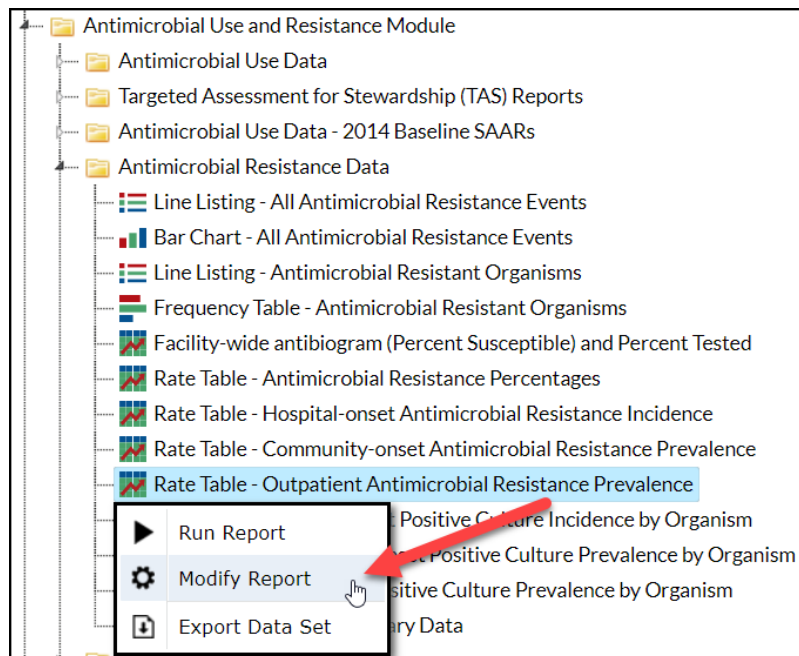 Antimicrobial Use and Resistance Module
Antimicrobial Use Data
Targeted Assessment for Stewardship (TAS) Reports
Antimicrobial Use Data - 2014 Baseline SAARs
Antimicrobial Resistance Data
Line Listing - All Antimicrobial Resistance Events
Bar Chart - All Antimicrobial Resistance Events
Line Listing - Antimicrobial Resistant Organisms
Frequency Table - Antimicrobial Resistant Organisms
Facility-wide antibiogram (Percent Susceptible) and Percent Tested
Rate Table - Antimicrobial Resistance Percentages
Rate Table - Hospital-onset Antimicrobial Resistance Incidence
Rate Table - Community-onset Antimicrobial Resistance Prevalence
Rate Table - Outpatient Antimicrobial Resistance Prevalence
Run Report
Positive Culture Incidence by Organism
Positive Culture Prevalence by Organism
Modify Report
Culture Prevalence by Organism
Export Data Set
Data